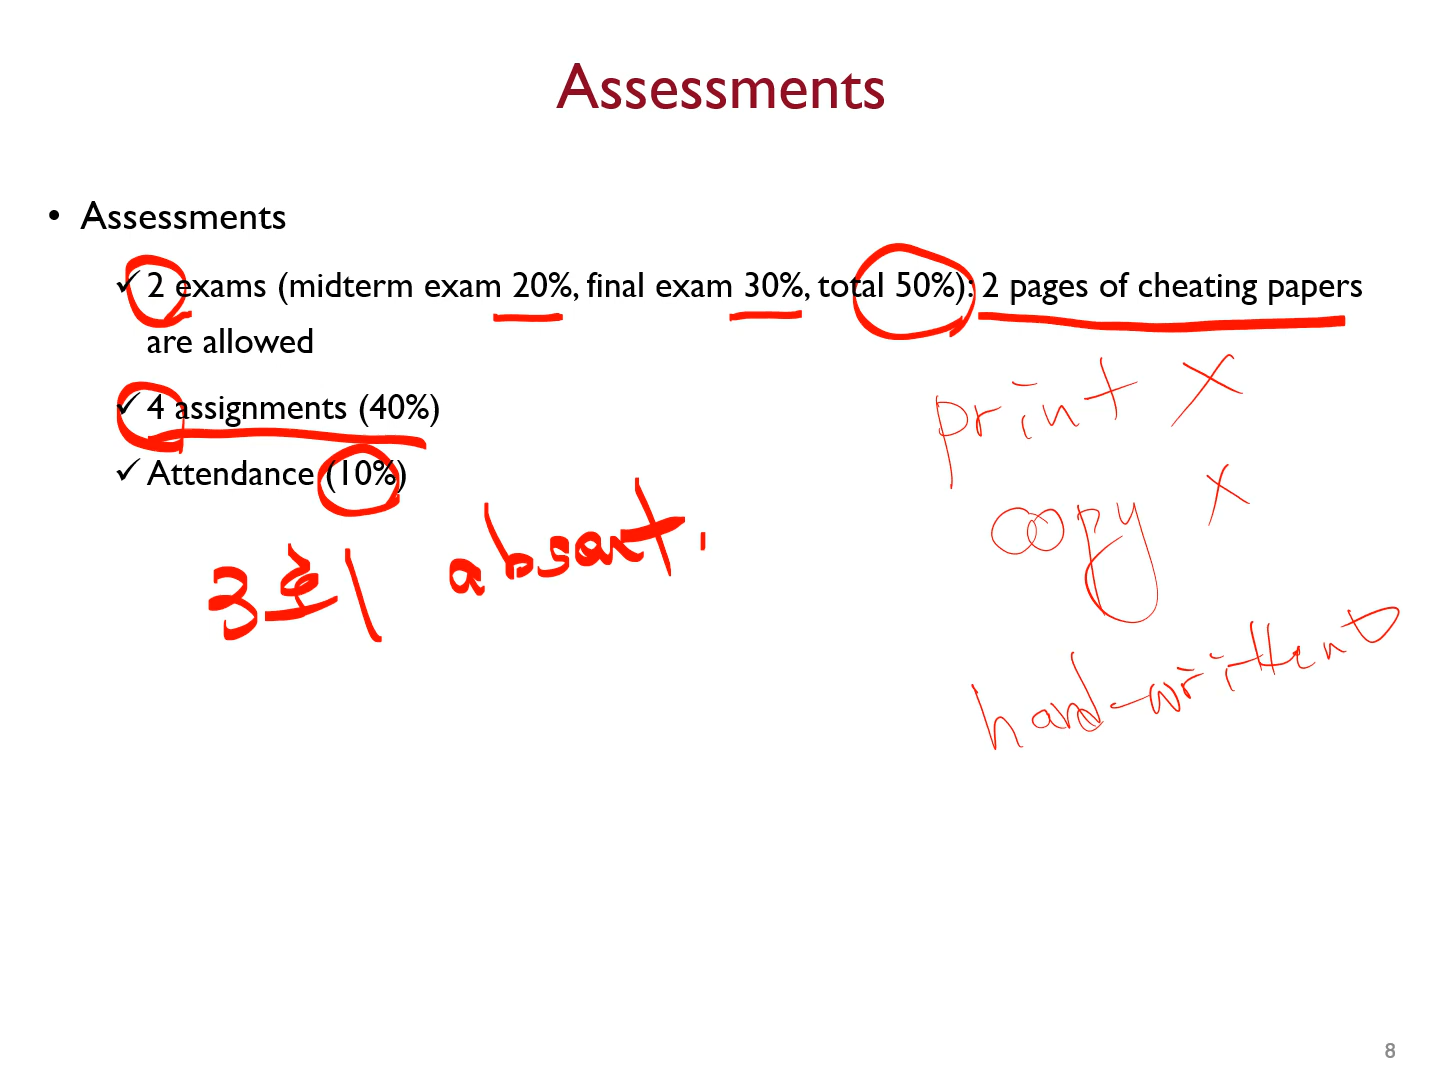 Assessments
• Assessments
✓ 2 exams (midterm exam 20%, final exam 30%, total 50%): 2 pages of cheating papers
are allowed
✓ 4 assignments (40%)
✓ Attendance (10%)
print X
copy X
3회 absent.
hand-written
8